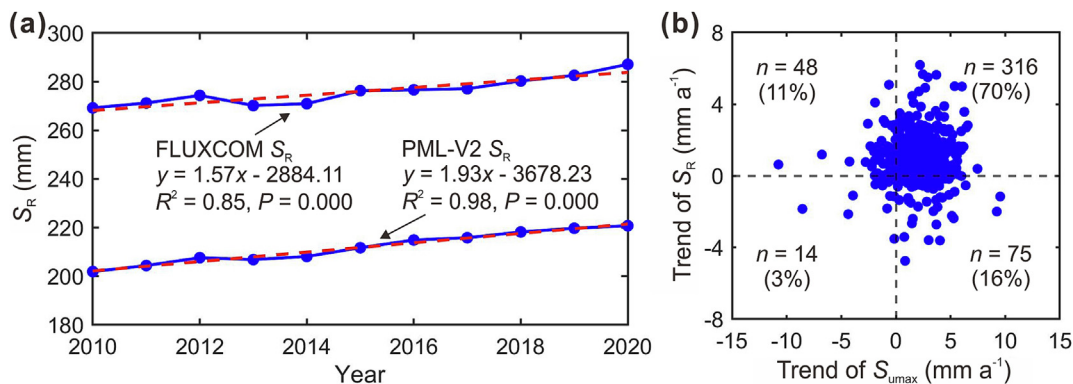 (a)
300
280
260
240
220
200
180
S_R (mm)
FLUXCOM S_R
y = 1.57x - 2884.11
R² = 0.85, P = 0.000
PML-V2 S_R
y = 1.93x - 3678.23
R² = 0.98, P = 0.000
2010 2012 2014 2016 2018 2020
Year
(b)
8
4
0
-4
-8
Trend of S_R (mm a⁻¹)
n = 48
(11%)
n = 316
(70%)
n = 14
(3%)
n = 75
(16%)
-15 -10 -5 0 5 10 15
Trend of S_umax (mm a⁻¹)